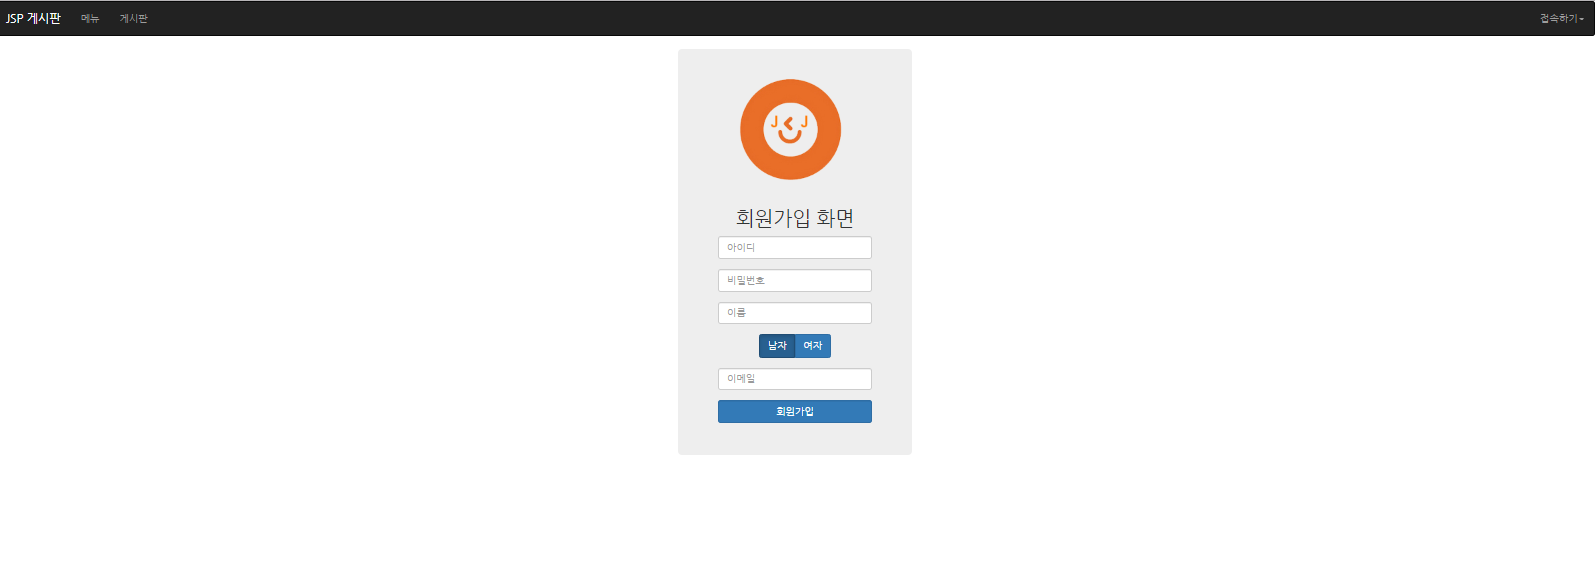 JSP 게시판 메뉴 게시판 접속하기
J J
회원가입 화면
아이디
비밀번호
이름
남자 여자
이메일
회원가입